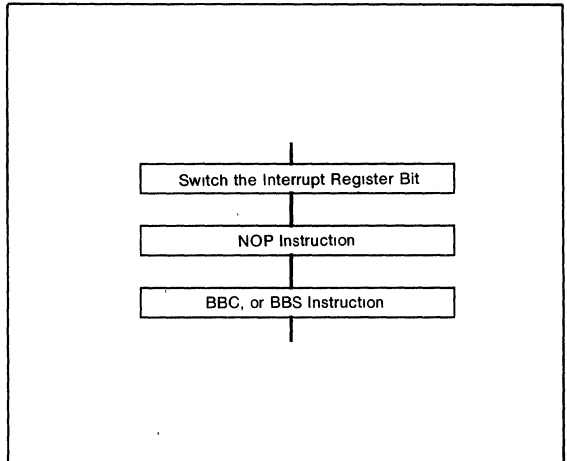 Switch the Interrupt Register Bit
NOP Instruction
BBC, or BBS Instruction